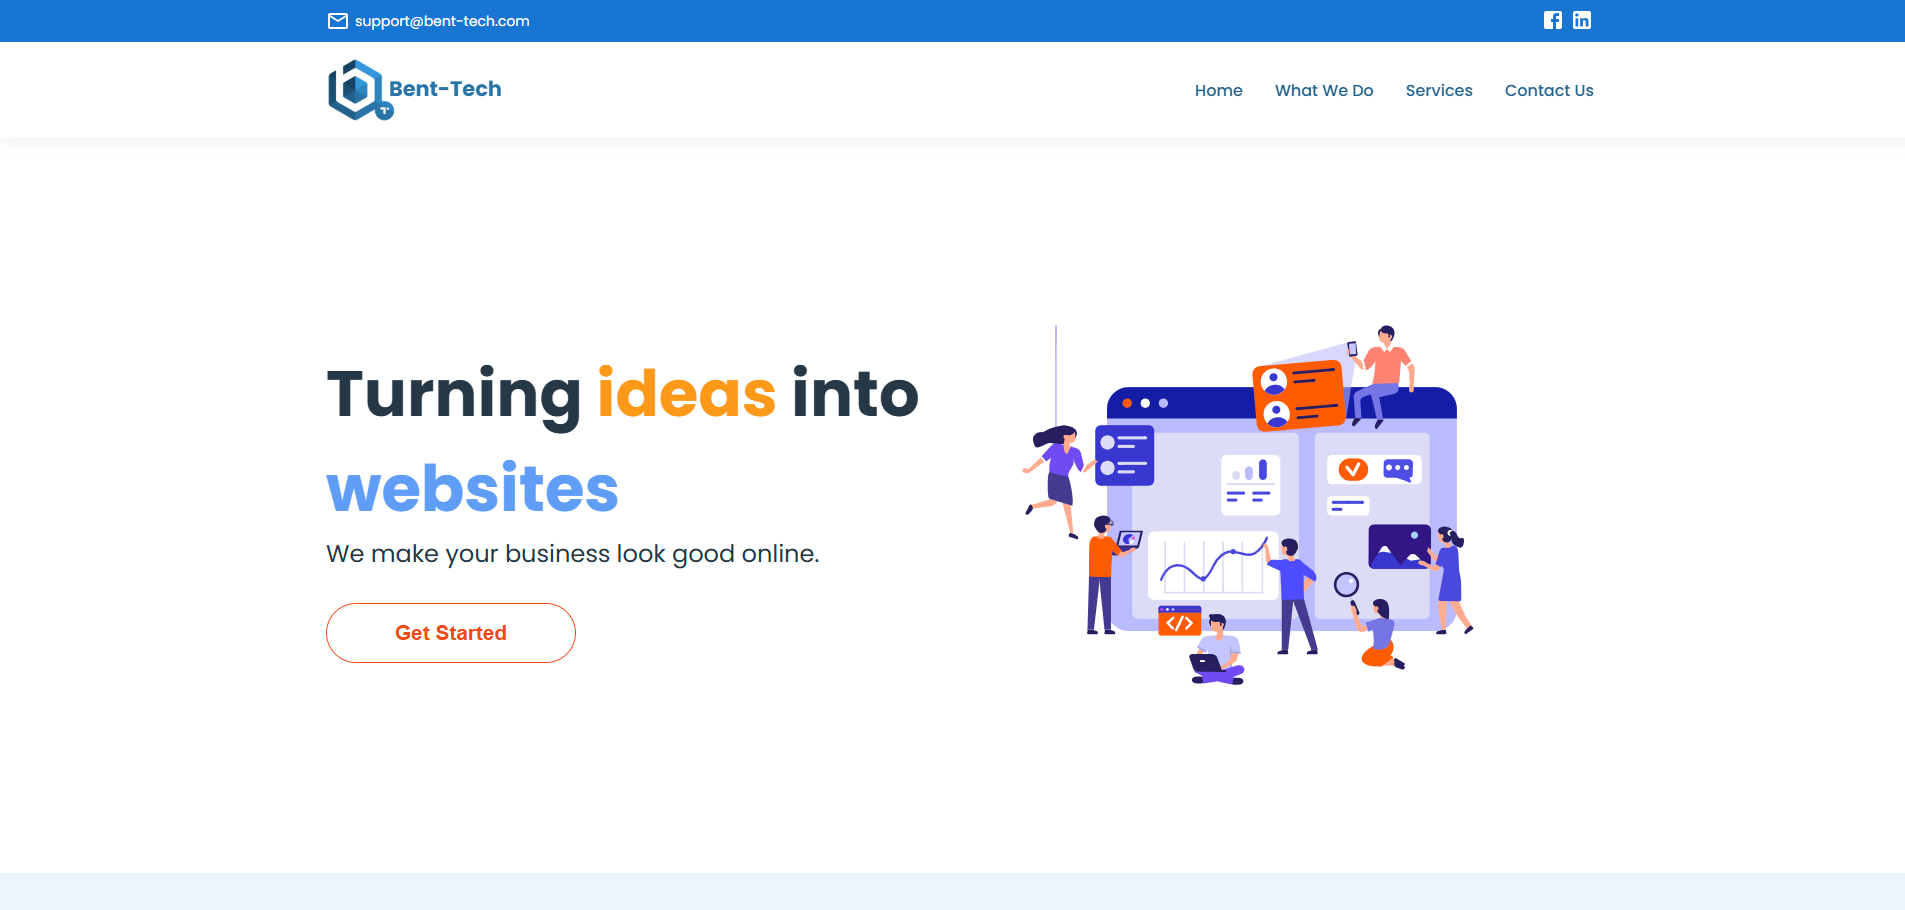 support@bent-tech.com
Bent-Tech
Home
What We Do
Services
Contact Us
Turning ideas into
websites
We make your business look good online.
Get Started
</>